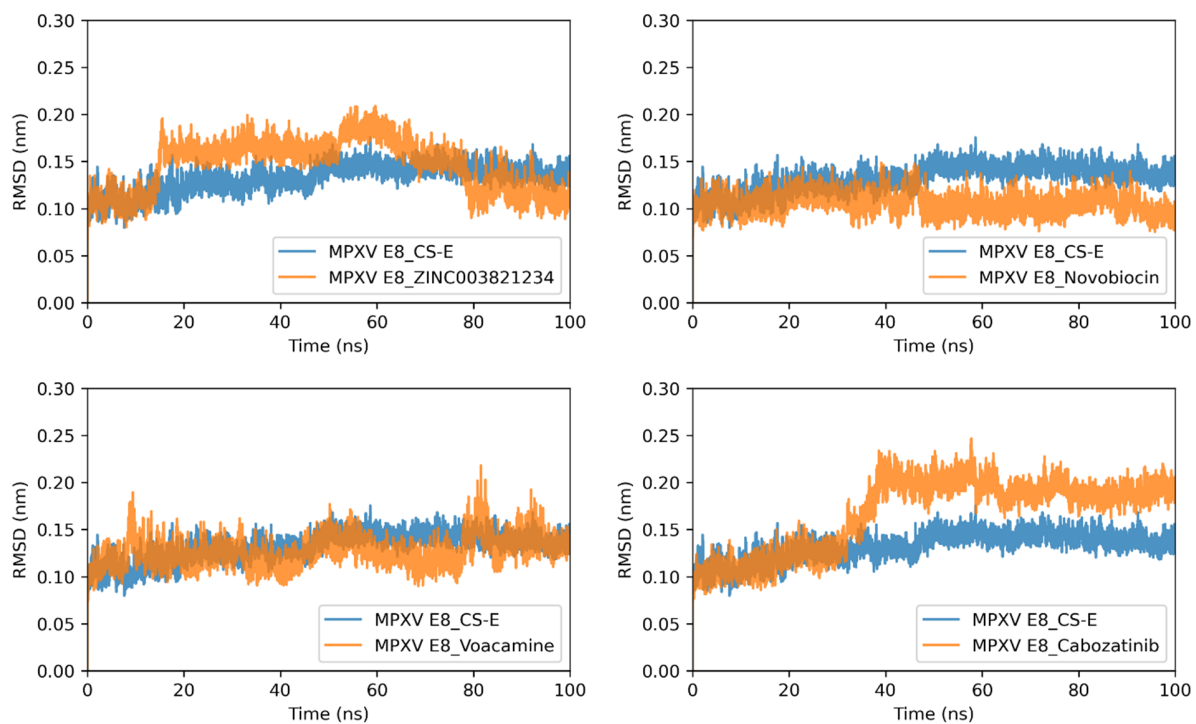 0.30
0.25
0.20
0.15
0.10
0.05
0.00
RMSD (nm)
MPXV E8_CS-E
MPXV E8_ZINC003821234
0 20 40 60 80 100
Time (ns)
0.30
0.25
0.20
0.15
0.10
0.05
0.00
RMSD (nm)
MPXV E8_CS-E
MPXV E8_Novobiocin
0 20 40 60 80 100
Time (ns)
0.30
0.25
0.20
0.15
0.10
0.05
0.00
RMSD (nm)
MPXV E8_CS-E
MPXV E8_Voacamine
0 20 40 60 80 100
Time (ns)
0.30
0.25
0.20
0.15
0.10
0.05
0.00
RMSD (nm)
MPXV E8_CS-E
MPXV E8_Cabozatinib
0 20 40 60 80 100
Time (ns)